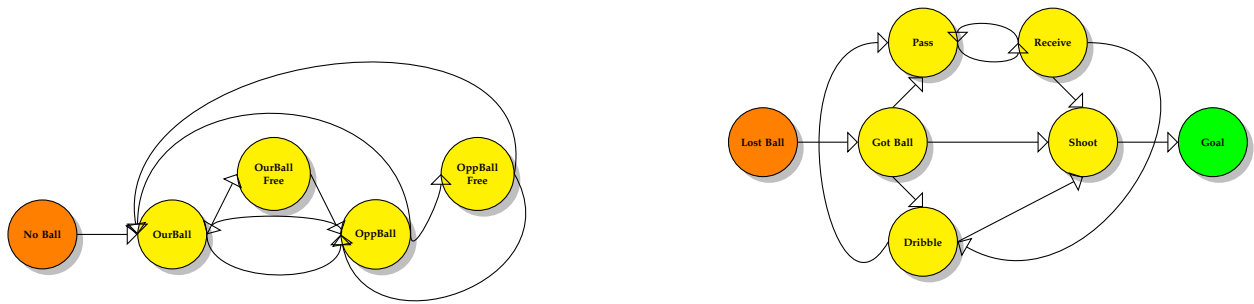 No Ball
OurBall
OurBall
Free
OppBall
OppBall
Free
Lost Ball
Got Ball
Pass
Receive
Dribble
Shoot
Goal